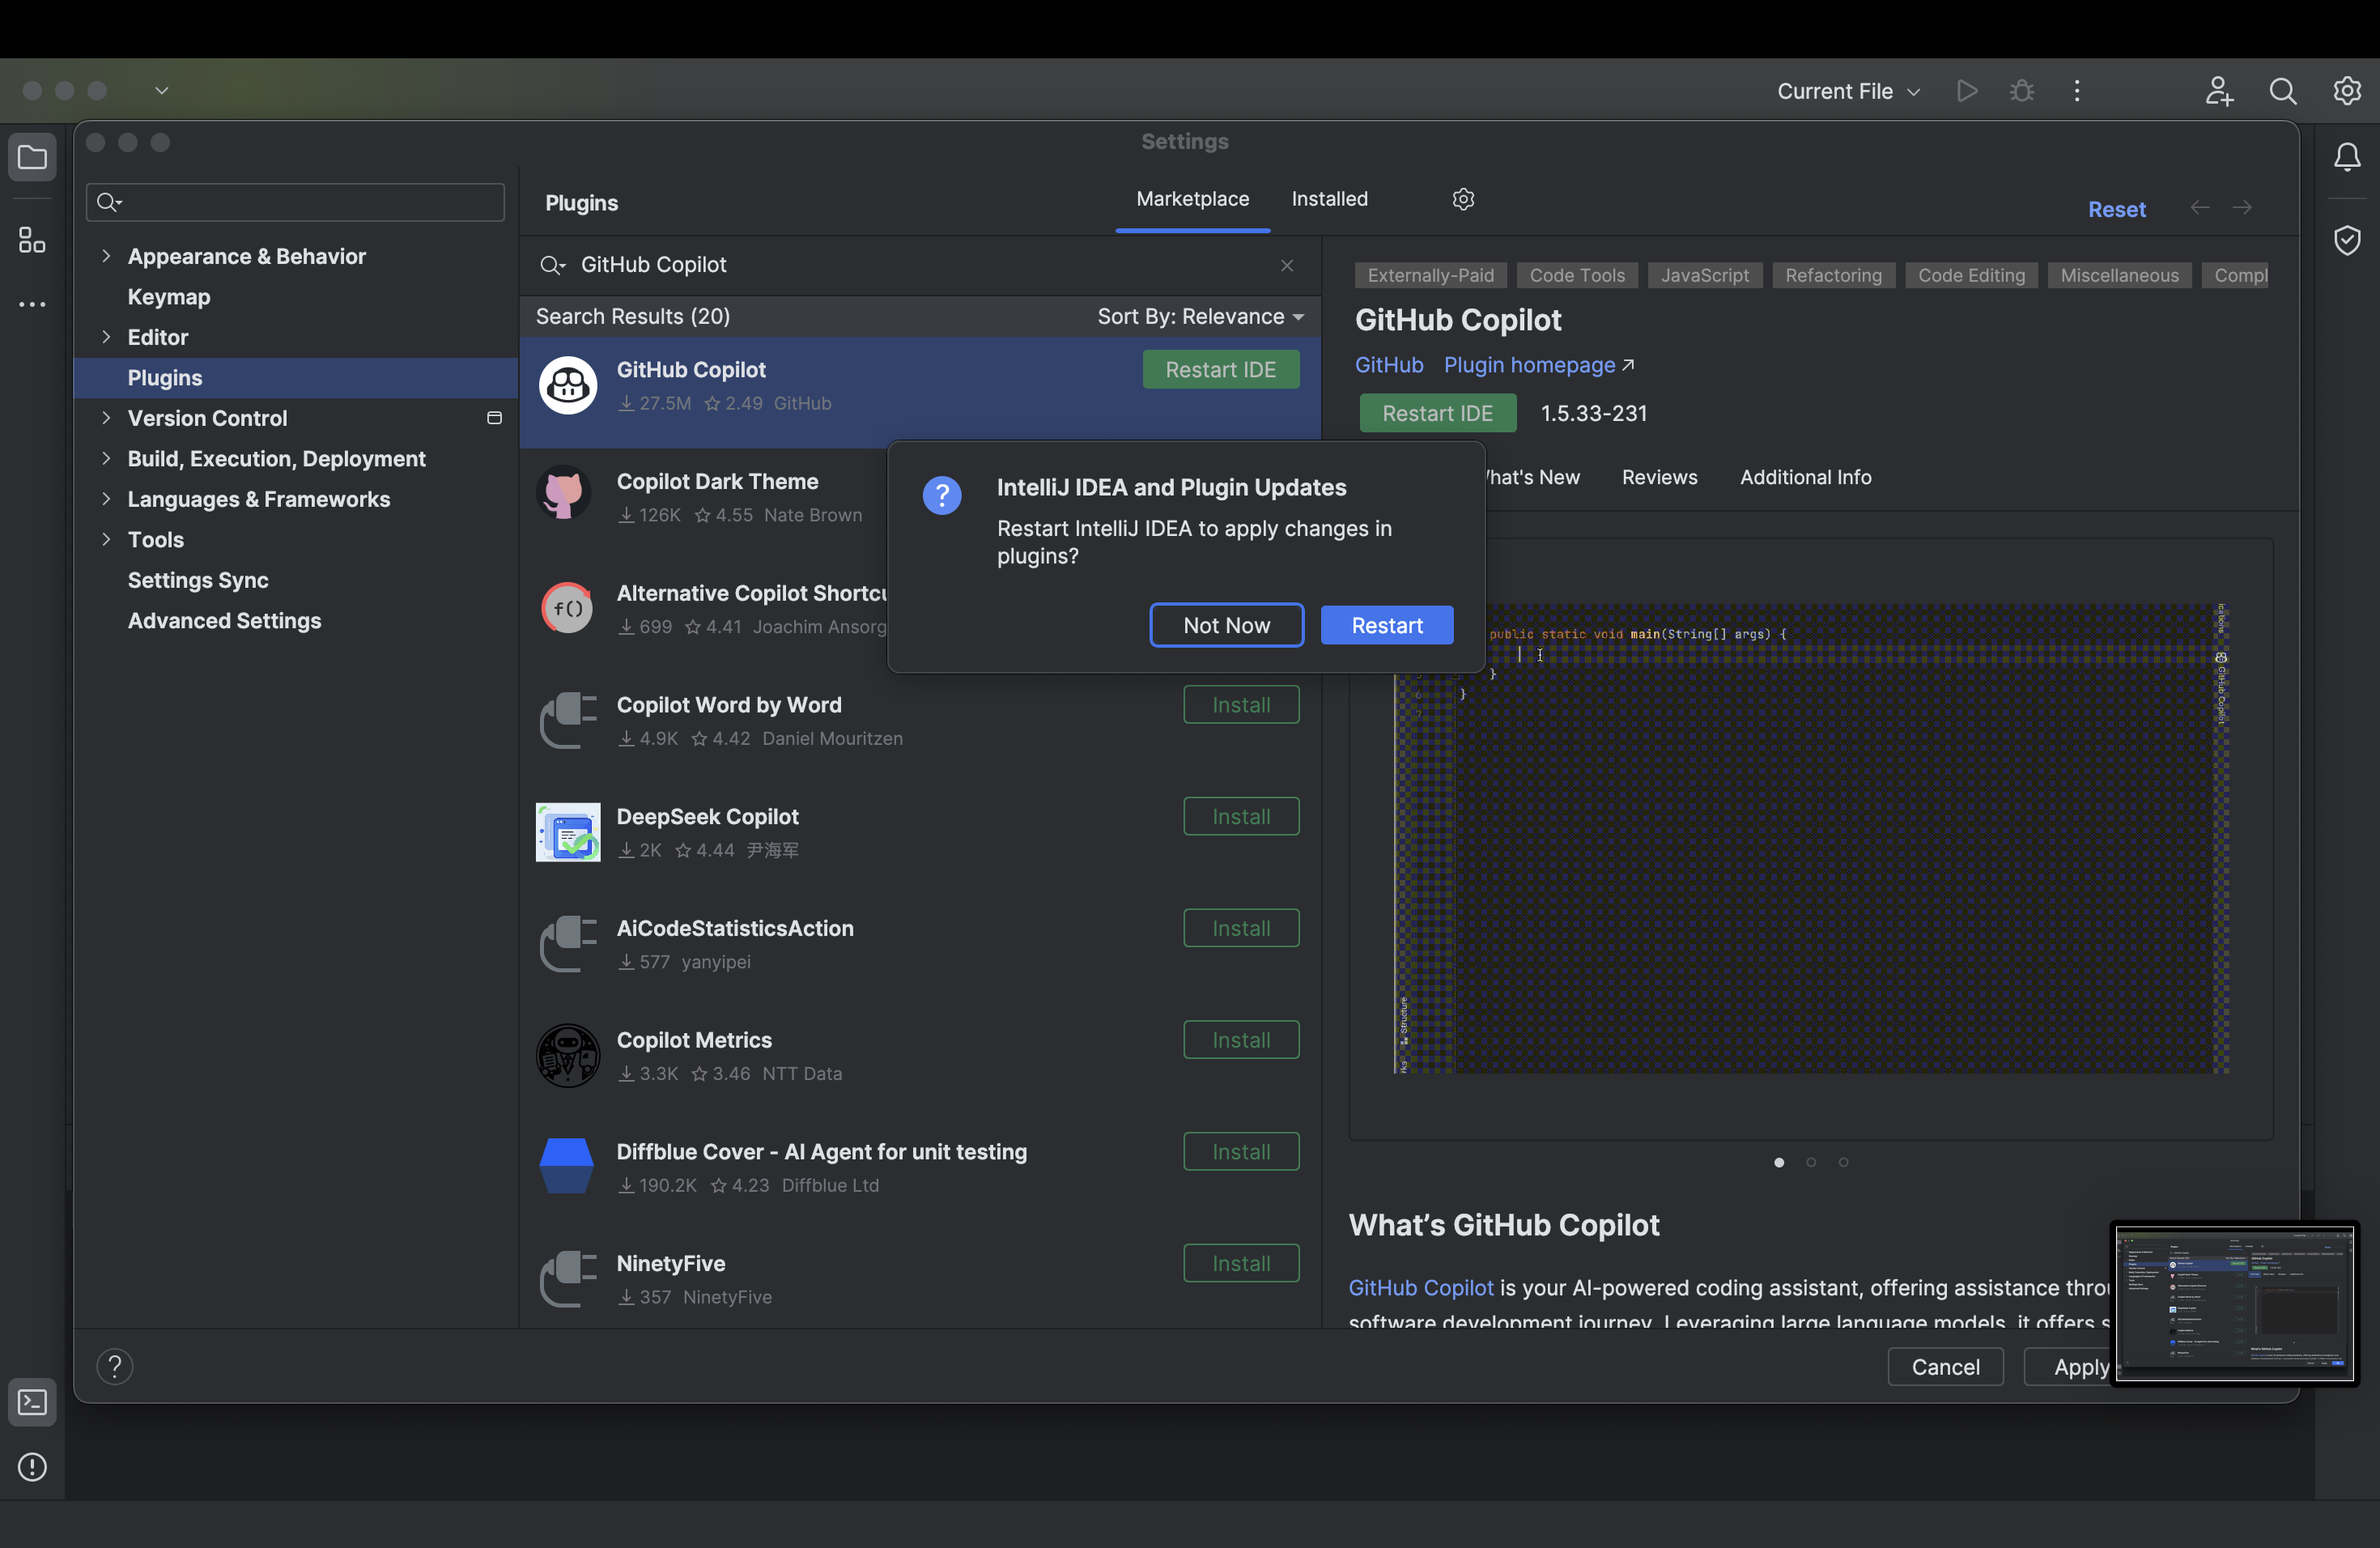 Current File
Settings
Appearance & Behavior
Keymap
Editor
Plugins
Version Control
Build, Execution, Deployment
Languages & Frameworks
Tools
Settings Sync
Advanced Settings
Plugins
Marketplace
Installed
Reset
GitHub Copilot
Search Results (20)
Sort By: Relevance
GitHub Copilot
Restart IDE
27.5M 2.49 GitHub
Copilot Dark Theme
126K 4.55 Nate Brown
Alternative Copilot Shortcu
699 4.41 Joachim Ansorg
Copilot Word by Word
Install
4.9K 4.42 Daniel Mouritzen
DeepSeek Copilot
Install
2K 4.44 尹海军
AiCodeStatisticsAction
Install
577 yanyipei
Copilot Metrics
Install
3.3K 3.46 NTT Data
Diffblue Cover - AI Agent for unit testing
Install
190.2K 4.23 Diffblue Ltd
NinetyFive
Install
357 NinetyFive
Externally-Paid Code Tools JavaScript Refactoring Code Editing Miscellaneous Compl
GitHub Copilot
GitHub Plugin homepage
Restart IDE 1.5.33-231
hat's New Reviews Additional Info
IntelliJ IDEA and Plugin Updates
Restart IntelliJ IDEA to apply changes in
plugins?
Not Now
Restart
public static void main(String[] args) {
}
6 }
7
GitHub Copilot
Structure
What's GitHub Copilot
GitHub Copilot is your AI-powered coding assistant, offering assistance throu
software development journey. Leveraging large language models, it offers s
?
Cancel
Apply